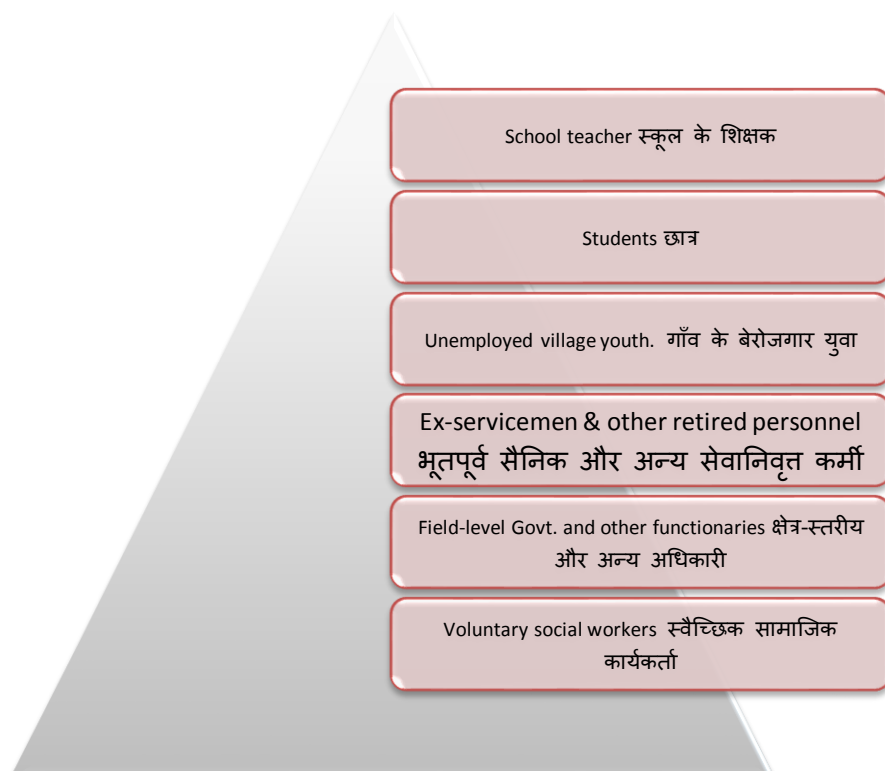 School teacher स्कूल के शिक्षक
Students छात्र
Unemployed village youth. गाँव के बेरोजगार युवा
Ex-servicemen & other retired personnel
भूतपूर्व सैनिक और अन्य सेवानिवृत्त कर्मी
Field-level Govt. and other functionaries क्षेत्र-स्तरीय
और अन्य अधिकारी
Voluntary social workers स्वैच्छिक सामाजिक
कार्यकर्ता